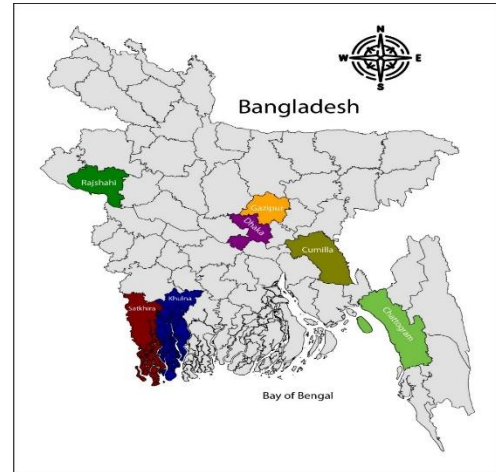 N
W E
S
Bangladesh
Rajshahi
Gazipur
Dhaka
Cumilla
Satkhira
Khulna
Chattogram
Bay of Bengal